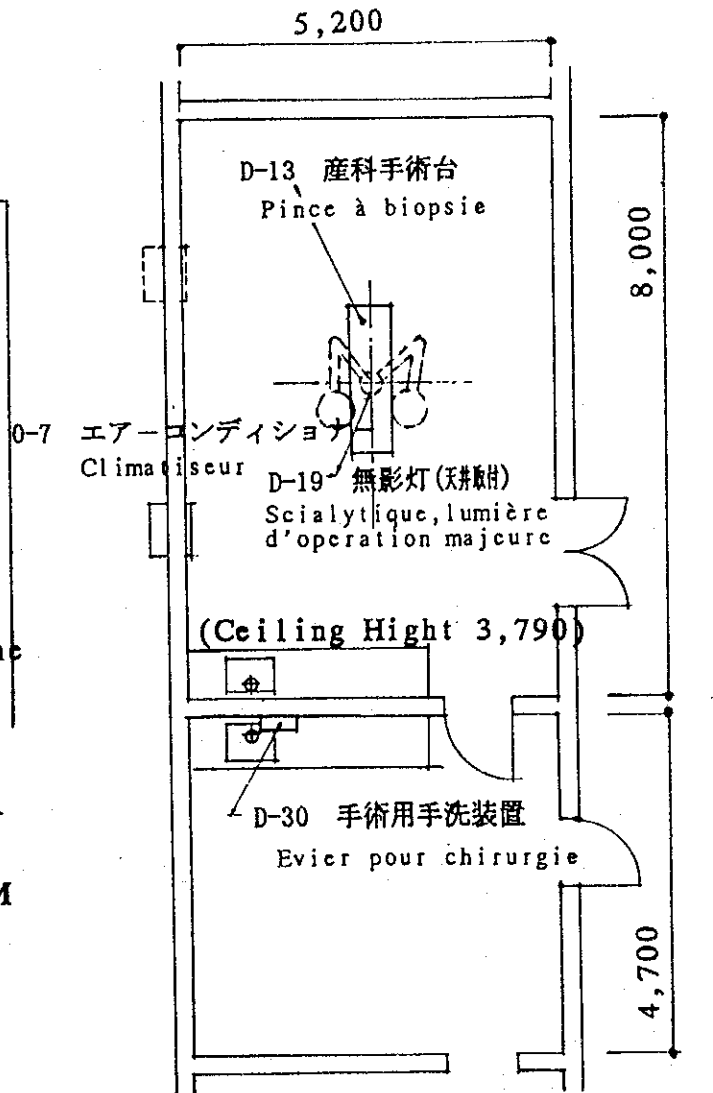 5,200
D-13 産科手術台
Pince à biopsie
8,000
0-7 エアーコンディショナ
Climatiseur
D-19 無影灯(天井取付)
Scialytique,lumière
d'operation majeure
(Ceiling Hight 3,790)
D-30 手術用手洗装置
Evier pour chirurgie
4,700